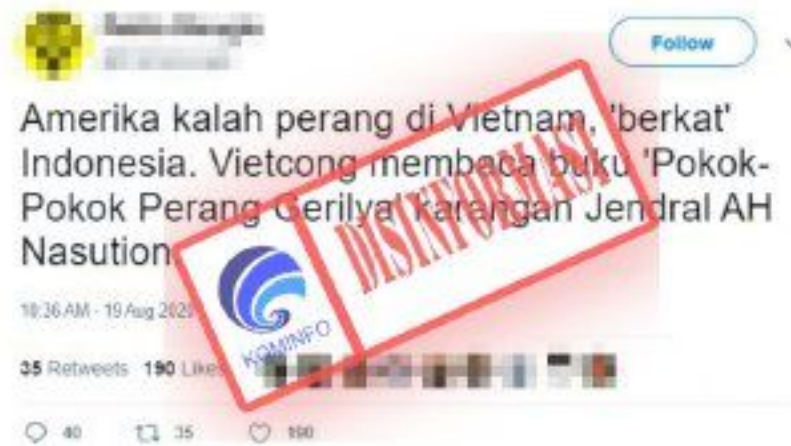 Follow
Amerika kalah perang di Vietnam, 'berkat'
Indonesia. Vietcong membaca buku 'Pokok-
Pokok Perang Gerilya' karangan Jendral AH
Nasution
DISINFORMASI
KOMINFO
10:36 AM - 19 Aug 2020
35 Retweets 190 Likes
40 35 190